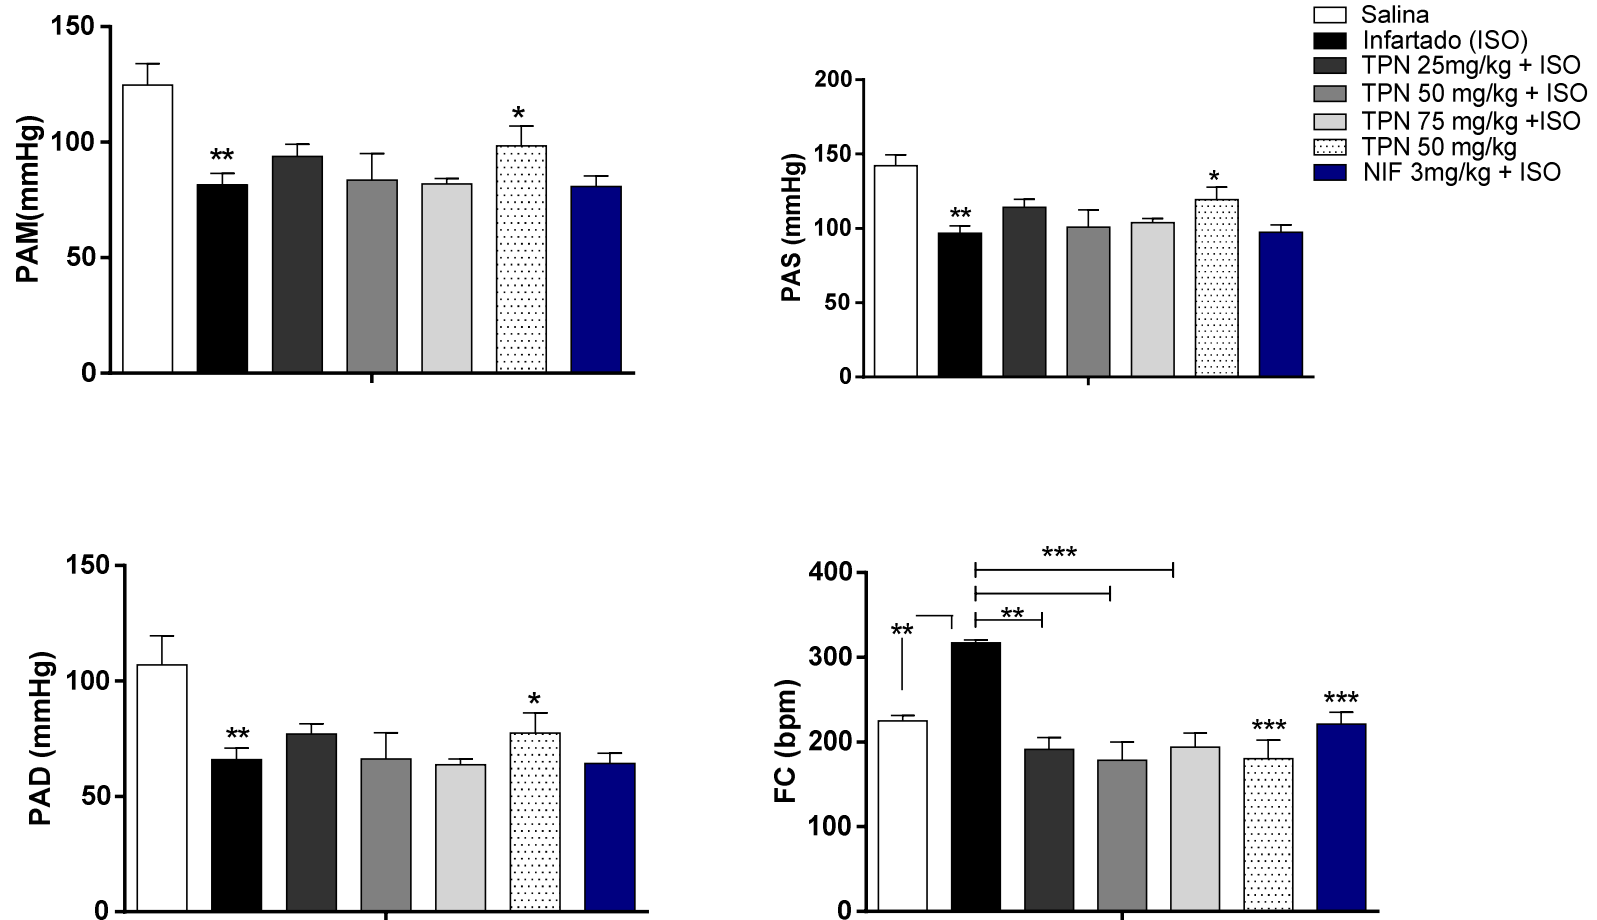 150
100
50
0
PAM(mmHg)
**
*
200
150
100
50
0
PAS (mmHg)
**
*
Salina
Infartado (ISO)
TPN 25mg/kg + ISO
TPN 50 mg/kg + ISO
TPN 75 mg/kg +ISO
TPN 50 mg/kg
NIF 3mg/kg + ISO
150
100
50
0
PAD (mmHg)
**
*
400
300
200
100
0
FC (bpm)
***
**
**
***
***